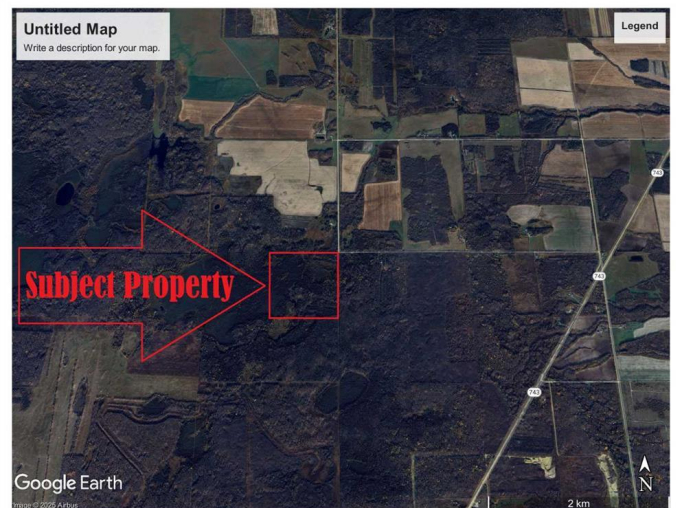 Untitled Map
Write a description for your map.
Legend
743
Subject Property
743
743
Google Earth
Image © 2025 Airbus
N
2 km